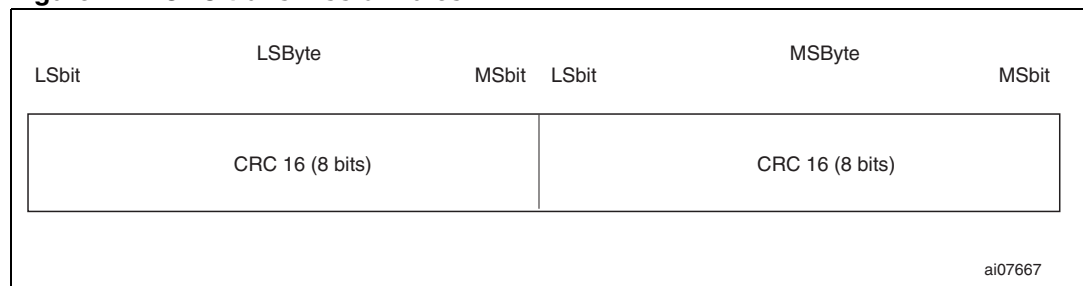 LSByte MSByte
LSbit MSbit LSbit MSbit
CRC 16 (8 bits) CRC 16 (8 bits)
ai07667